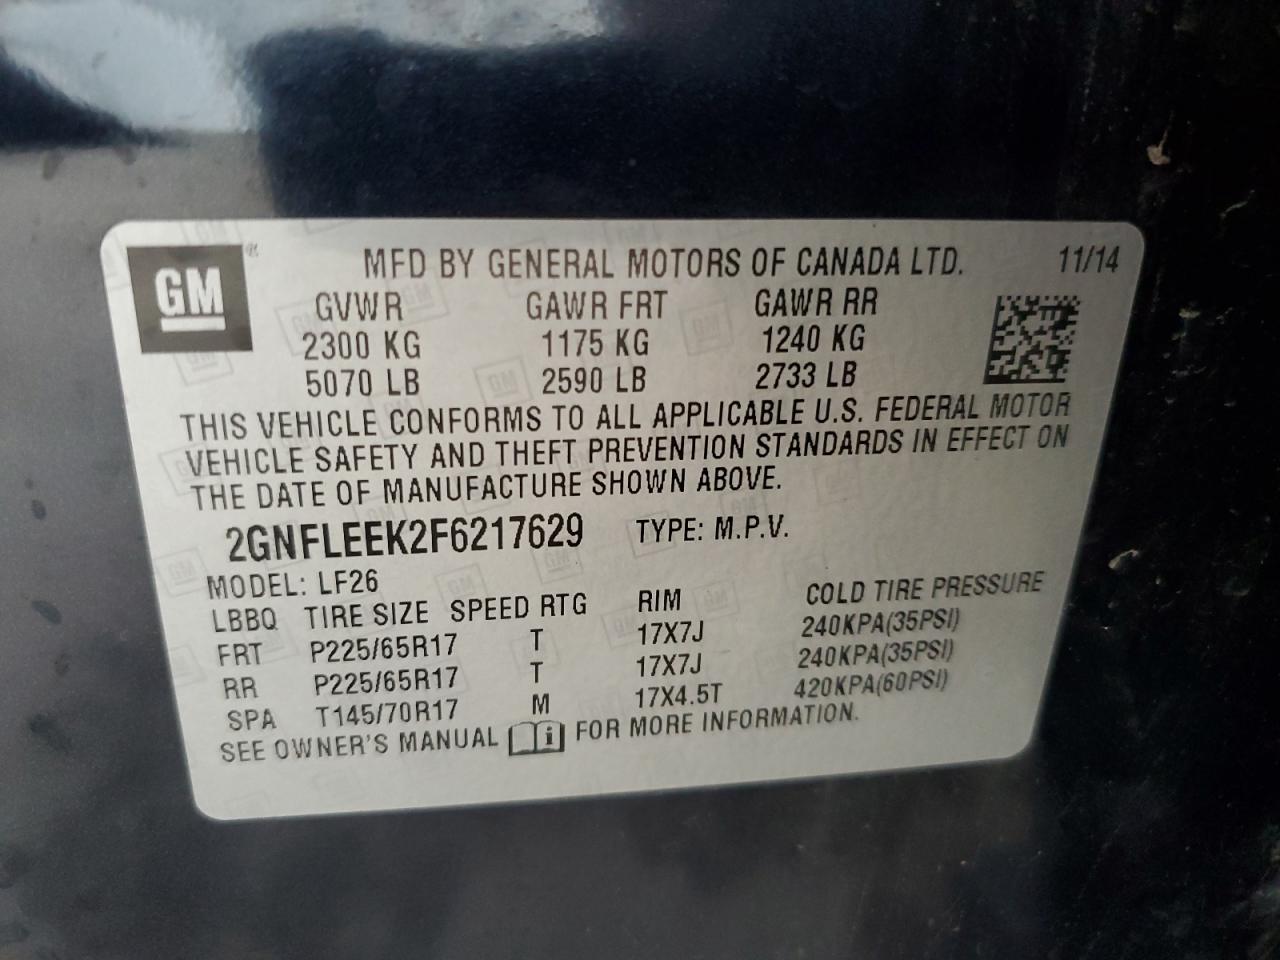 GM ®
MFD BY GENERAL MOTORS OF CANADA LTD. 11/14
GVWR GAWR FRT GAWR RR
2300 KG 1175 KG 1240 KG
5070 LB 2590 LB 2733 LB
THIS VEHICLE CONFORMS TO ALL APPLICABLE U.S. FEDERAL MOTOR
VEHICLE SAFETY AND THEFT PREVENTION STANDARDS IN EFFECT ON
THE DATE OF MANUFACTURE SHOWN ABOVE.
2GNFLEEK2F6217629 TYPE: M.P.V.
MODEL: LF26
LBBQ TIRE SIZE SPEED RTG RIM COLD TIRE PRESSURE
FRT P225/65R17 T 17X7J 240KPA(35PSI)
RR P225/65R17 T 17X7J 240KPA(35PSI)
SPA T145/70R17 M 17X4.5T 420KPA(60PSI)
SEE OWNER'S MANUAL i FOR MORE INFORMATION.